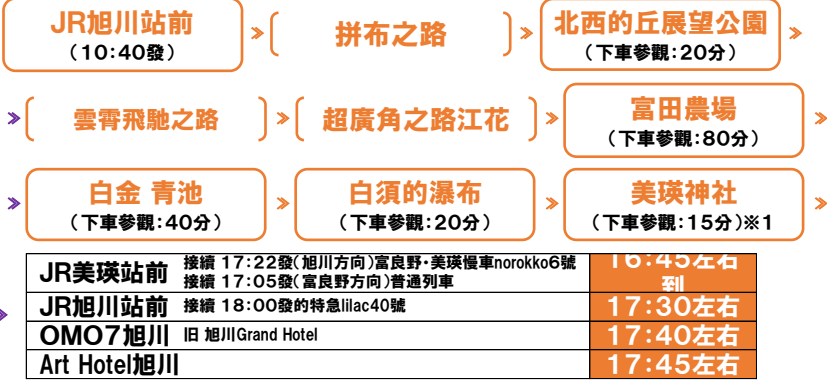 JR旭川站前
（10:40發）
拼布之路
北西的丘展望公園
（下車參觀:20分）
雲霄飛馳之路
超廣角之路江花
富田農場
（下車參觀:80分）
白金 青池
（下車參觀:40分）
白須的瀑布
（下車參觀:20分）
美瑛神社
（下車參觀:15分）※1
JR美瑛站前
接續 17:22發（旭川方向）富良野・美瑛慢車norokko6號
接續 17:05發（富良野方向）普通列車
16:45左右
到
JR旭川站前 接續 18:00發的特急lilac40號 17:30左右
OMO7旭川 旧 旭川Grand Hotel 17:40左右
Art Hotel旭川 17:45左右